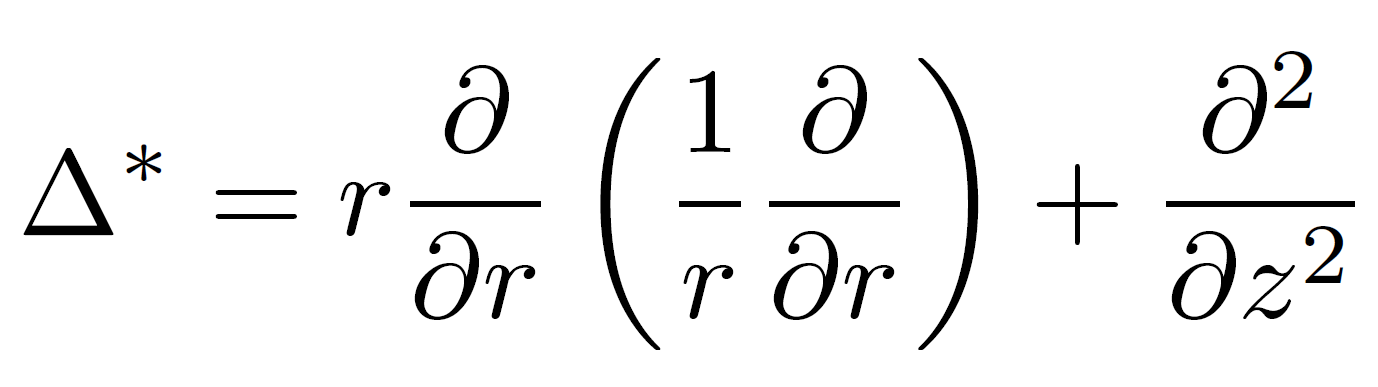 Δ* = r ∂/∂r (1/r ∂/∂r) + ∂²/∂z²